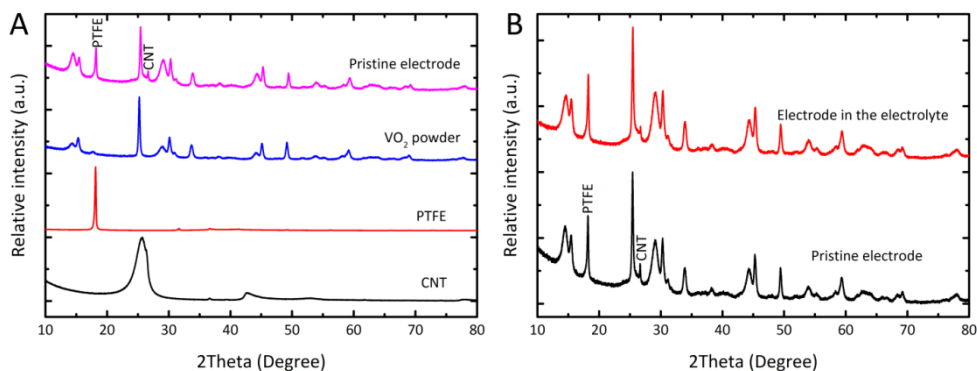 A
Relative intensity (a.u.)
PTFE
CNT
Pristine electrode
VO₂ powder
PTFE
CNT
10 20 30 40 50 60 70 80
2Theta (Degree)
B
Relative intensity (a.u.)
Electrode in the electrolyte
PTFE
CNT
Pristine electrode
10 20 30 40 50 60 70 80
2Theta (Degree)